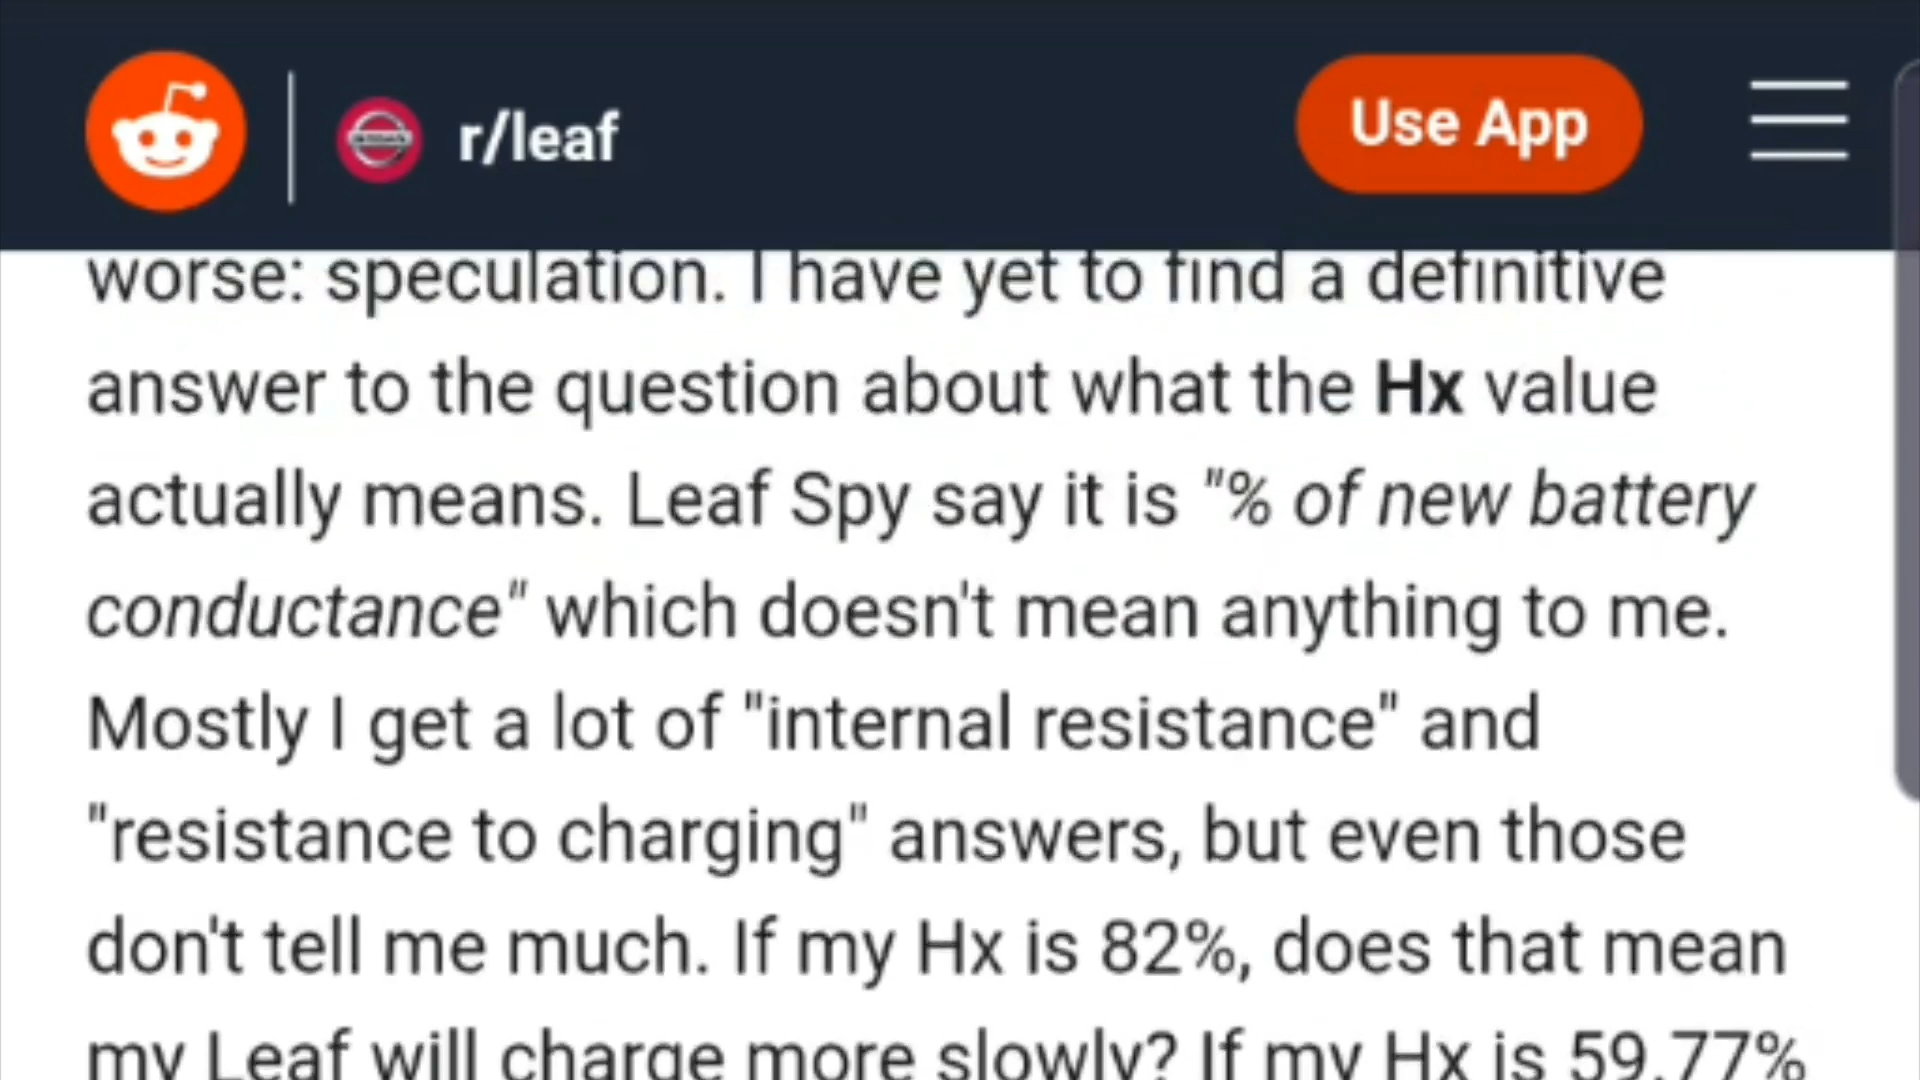 r/leaf
Use App
worse: speculation. I have yet to find a definitive
answer to the question about what the Hx value
actually means. Leaf Spy say it is "% of new battery
conductance" which doesn't mean anything to me.
Mostly I get a lot of "internal resistance" and
"resistance to charging" answers, but even those
don't tell me much. If my Hx is 82%, does that mean
my Leaf will charge more slowly? If my Hx is 59.77%